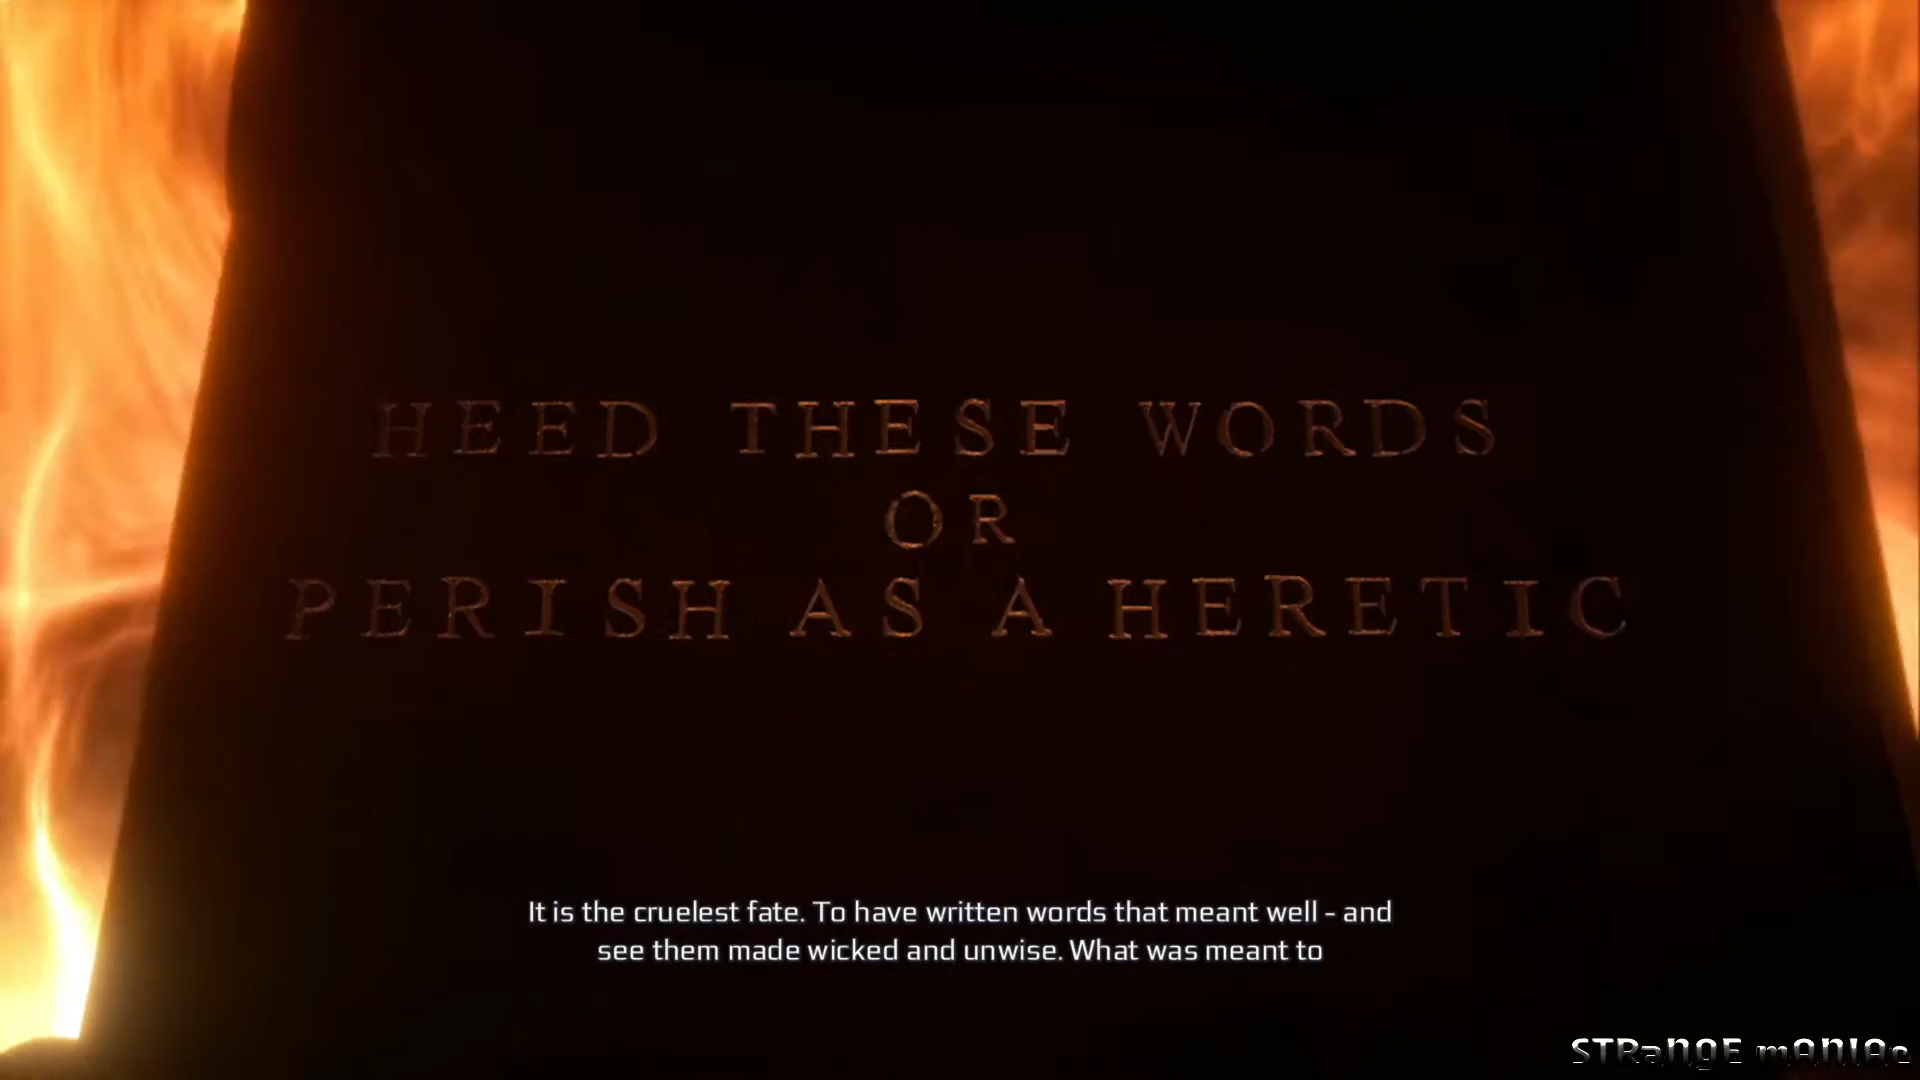 HEED THESE WORDS
OR
PERISH AS A HERETIC
It is the cruelest fate. To have written words that meant well - and
see them made wicked and unwise. What was meant to
STRaNGE mANIAc